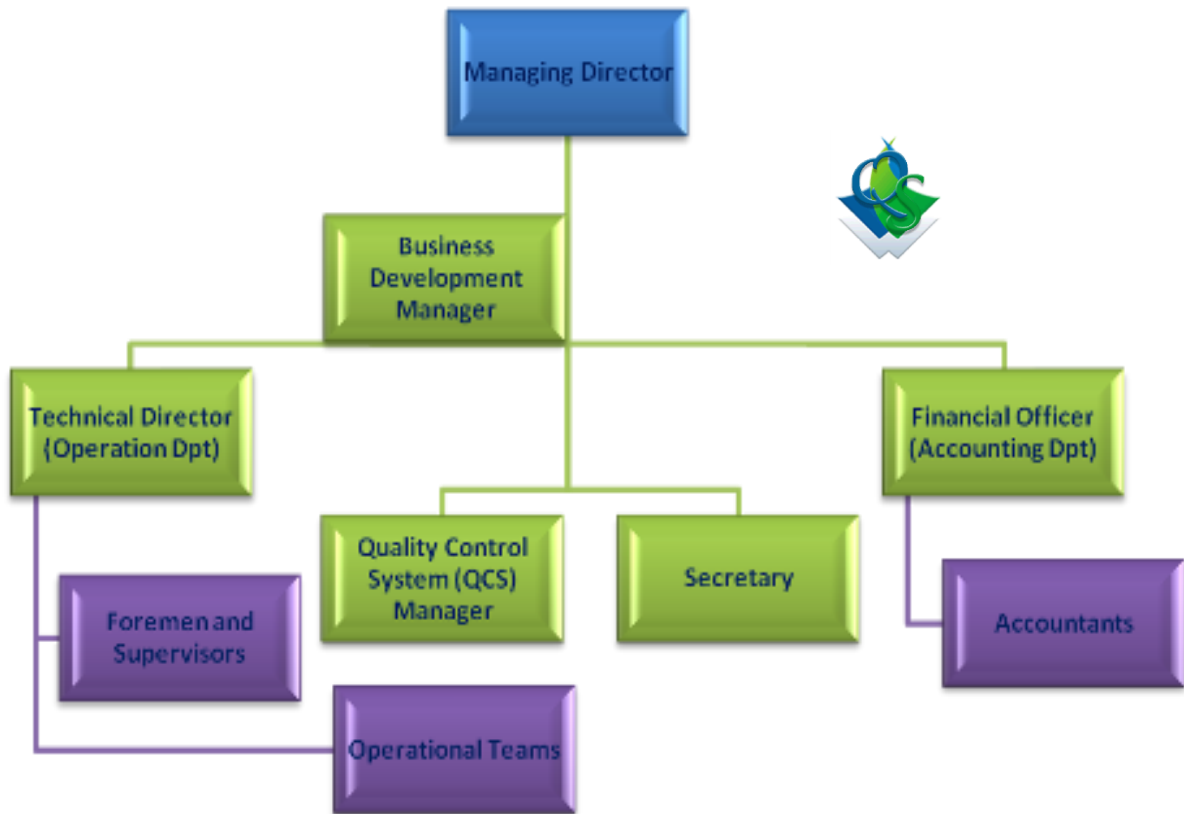 Managing Director
QS
Business
Development
Manager
Technical Director
(Operation Dpt)
Financial Officer
(Accounting Dpt)
Quality Control
System (QCS)
Manager
Secretary
Foremen and
Supervisors
Accountants
Operational Teams